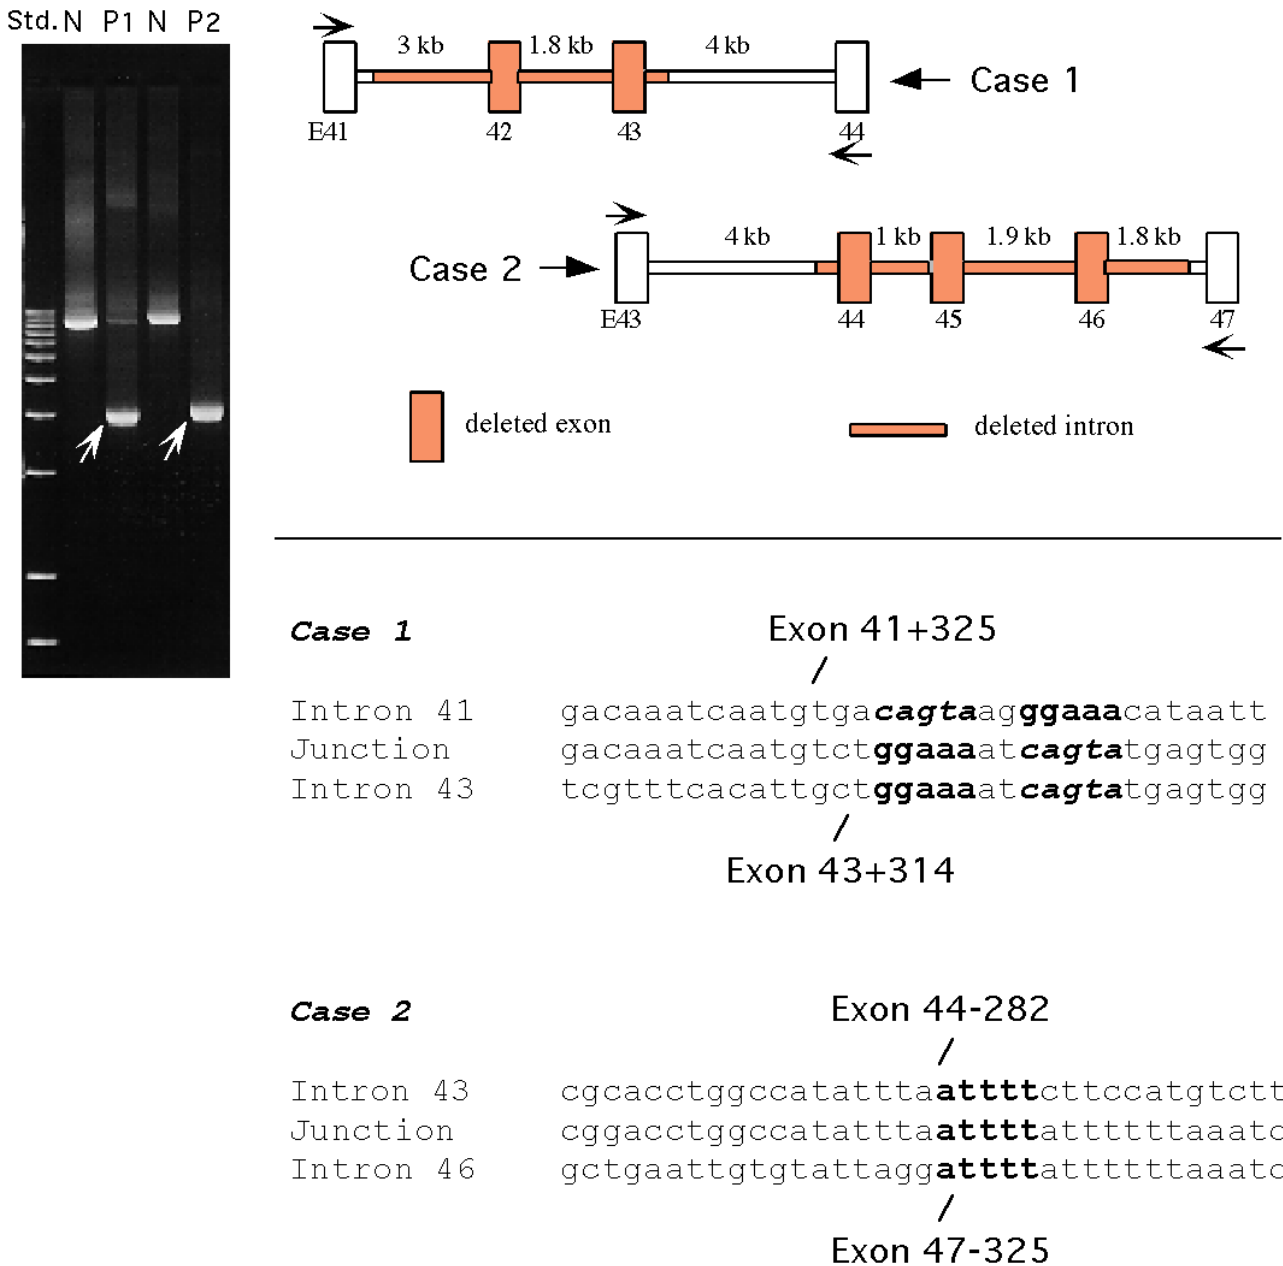 Std. N P1 N P2
3 kb 1.8 kb 4 kb
Case 1
E41 42 43 44
4 kb 1 kb 1.9 kb 1.8 kb
Case 2
E43 44 45 46 47
deleted exon deleted intron
Case 1 Exon 41+325
Intron 41 gacaaatcaatgtgacagtaagggaaacataatt
Junction gacaaatcaatgtctggaaaatcagtatgagtgg
Intron 43 tcgtttcacattgctggaaaatcagtatgagtgg
Exon 43+314
Case 2 Exon 44-282
Intron 43 cgcacctggccatatttaattttcttccatgtctt
Junction cggacctggccatatttaattttattttttaaatc
Intron 46 gctgaattgtgtattaggattttattttttaaatc
Exon 47-325